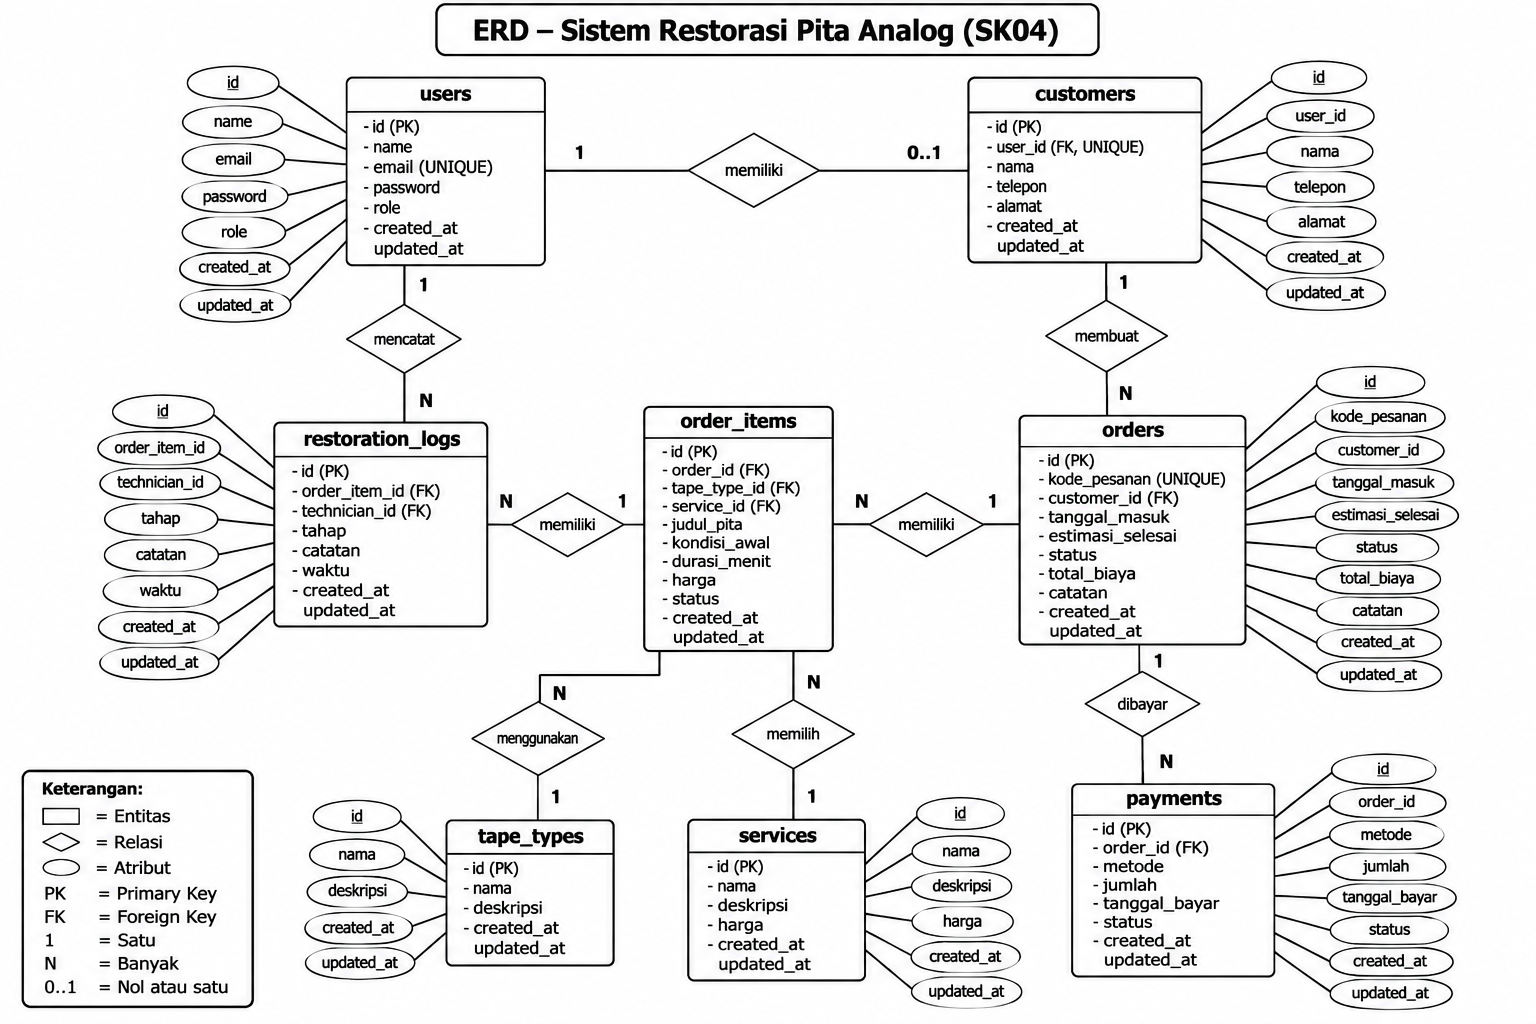 ERD – Sistem Restorasi Pita Analog (SK04)
id
name
email
password
role
created_at
updated_at
users
- id (PK)
- name
- email (UNIQUE)
- password
- role
- created_at
updated_at
1
memiliki
0..1
customers
- id (PK)
- user_id (FK, UNIQUE)
- nama
- telepon
- alamat
- created_at
updated_at
id
user_id
nama
telepon
alamat
created_at
updated_at
1
mencatat
N
1
membuat
N
id
order_item_id
technician_id
tahap
catatan
waktu
created_at
updated_at
restoration_logs
- id (PK)
- order_item_id (FK)
- technician_id (FK)
- tahap
- catatan
- waktu
- created_at
updated_at
N
memiliki
1
order_items
- id (PK)
- order_id (FK)
- tape_type_id (FK)
- service_id (FK)
- judul_pita
- kondisi_awal
- durasi_menit
- harga
- status
- created_at
updated_at
N
memiliki
1
orders
- id (PK)
- kode_pesanan (UNIQUE)
- customer_id (FK)
- tanggal_masuk
- estimasi_selesai
- status
- total_biaya
- catatan
- created_at
updated_at
id
kode_pesanan
customer_id
tanggal_masuk
estimasi_selesai
status
total_biaya
catatan
created_at
updated_at
N
menggunakan
1
N
memilih
1
1
dibayar
N
Keterangan:
= Entitas
= Relasi
= Atribut
PK = Primary Key
FK = Foreign Key
1 = Satu
N = Banyak
0..1 = Nol atau satu
id
nama
deskripsi
created_at
updated_at
tape_types
- id (PK)
- nama
- deskripsi
- created_at
updated_at
services
- id (PK)
- nama
- deskripsi
- harga
- created_at
updated_at
id
nama
deskripsi
harga
created_at
updated_at
payments
- id (PK)
- order_id (FK)
- metode
- jumlah
- tanggal_bayar
- status
- created_at
updated_at
id
order_id
metode
jumlah
tanggal_bayar
status
created_at
updated_at